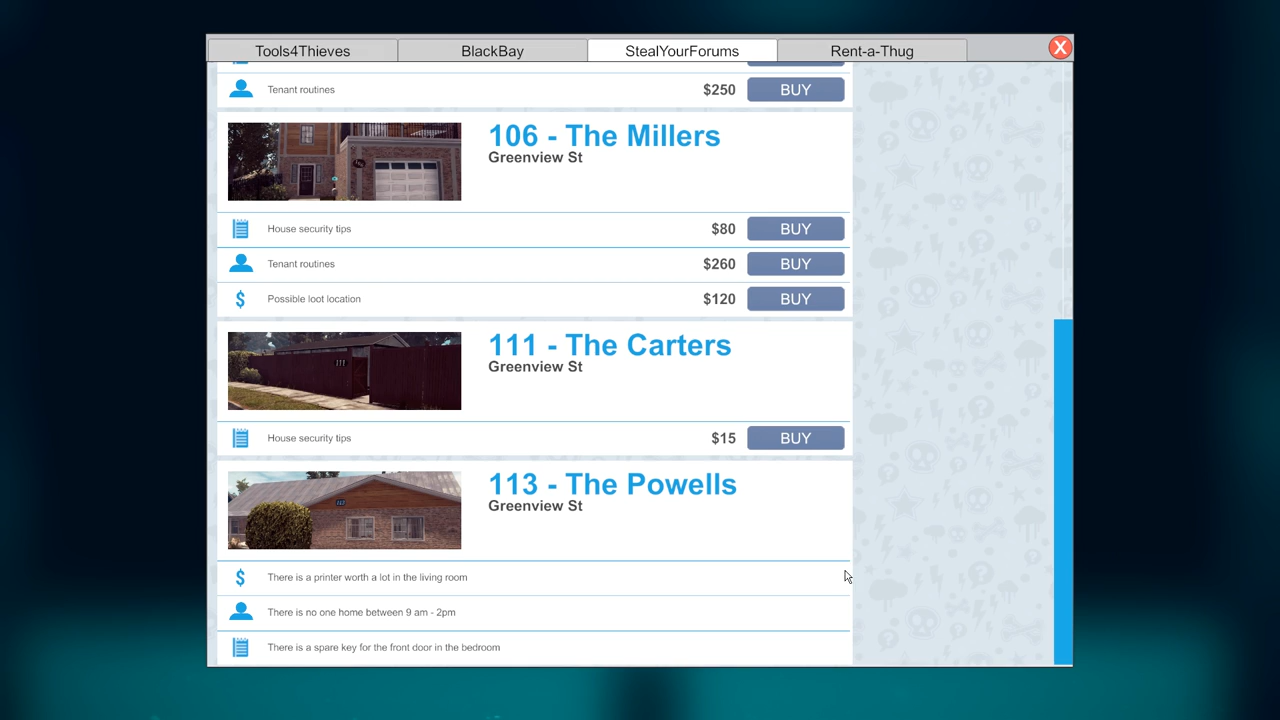 Tools4Thieves
BlackBay
StealYourForums
Rent-a-Thug
X
Tenant routines $250 BUY
106 - The Millers
Greenview St
House security tips $80 BUY
Tenant routines $260 BUY
$ Possible loot location $120 BUY
111
111 - The Carters
Greenview St
House security tips $15 BUY
113
113 - The Powells
Greenview St
$ There is a printer worth a lot in the living room
There is no one home between 9 am - 2pm
There is a spare key for the front door in the bedroom